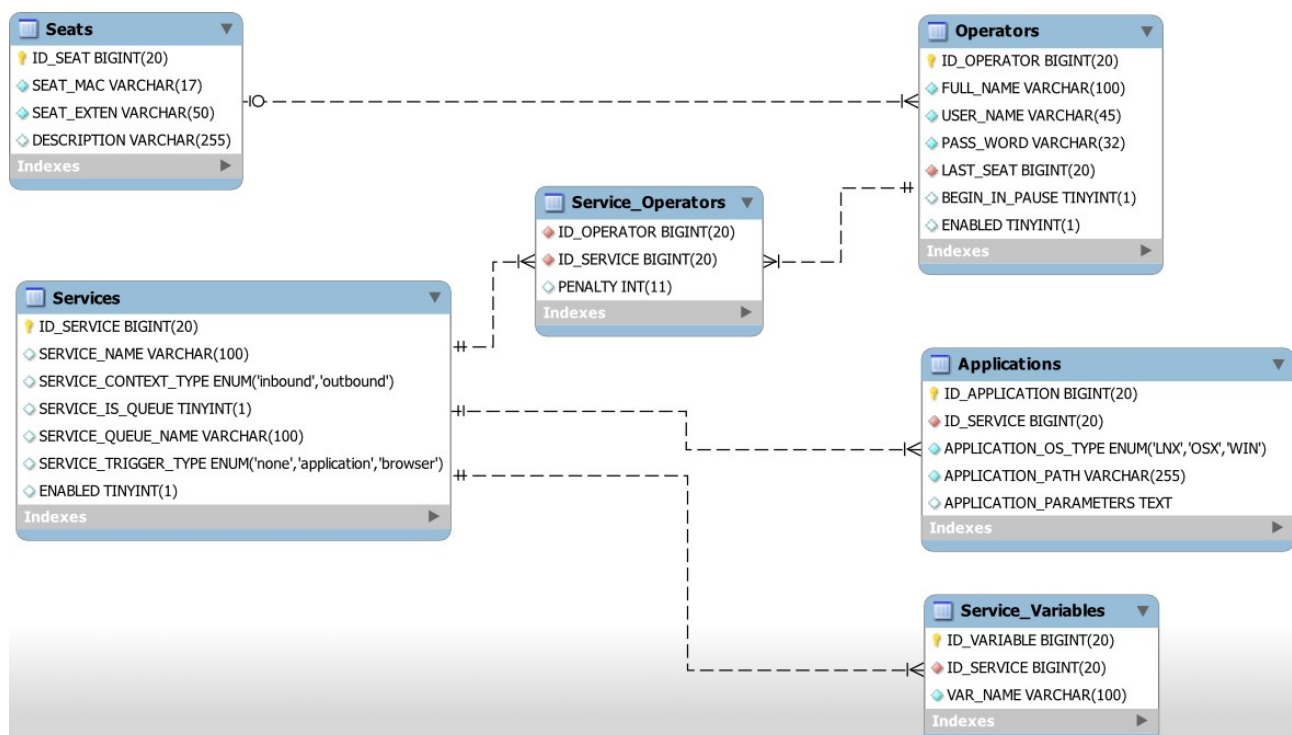 Seats
ID_SEAT BIGINT(20)
SEAT_MAC VARCHAR(17)
SEAT_EXTEN VARCHAR(50)
DESCRIPTION VARCHAR(255)
Indexes
Operators
ID_OPERATOR BIGINT(20)
FULL_NAME VARCHAR(100)
USER_NAME VARCHAR(45)
PASS_WORD VARCHAR(32)
LAST_SEAT BIGINT(20)
BEGIN_IN_PAUSE TINYINT(1)
ENABLED TINYINT(1)
Indexes
Service_Operators
ID_OPERATOR BIGINT(20)
ID_SERVICE BIGINT(20)
PENALTY INT(11)
Indexes
Services
ID_SERVICE BIGINT(20)
SERVICE_NAME VARCHAR(100)
SERVICE_CONTEXT_TYPE ENUM('inbound','outbound')
SERVICE_IS_QUEUE TINYINT(1)
SERVICE_QUEUE_NAME VARCHAR(100)
SERVICE_TRIGGER_TYPE ENUM('none','application','browser')
ENABLED TINYINT(1)
Indexes
Applications
ID_APPLICATION BIGINT(20)
ID_SERVICE BIGINT(20)
APPLICATION_OS_TYPE ENUM('LNX','OSX','WIN')
APPLICATION_PATH VARCHAR(255)
APPLICATION_PARAMETERS TEXT
Indexes
Service_Variables
ID_VARIABLE BIGINT(20)
ID_SERVICE BIGINT(20)
VAR_NAME VARCHAR(100)
Indexes